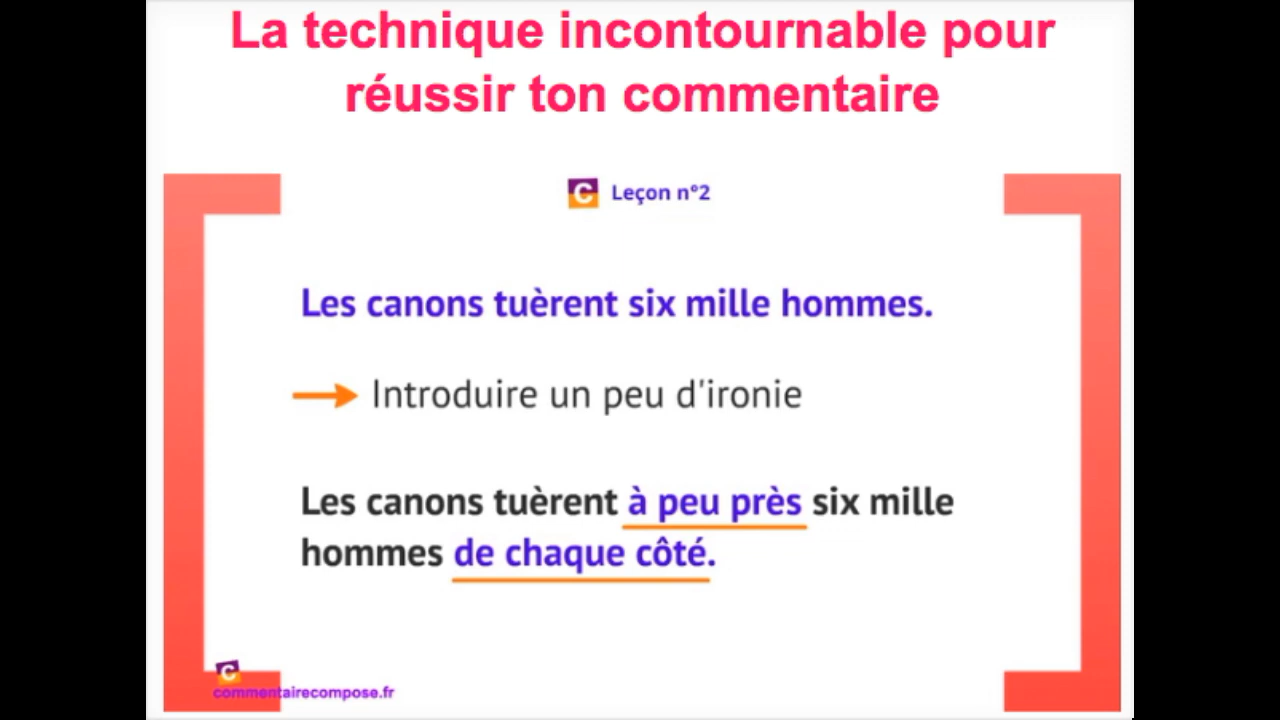 La technique incontournable pour
réussir ton commentaire
C Leçon n°2
Les canons tuèrent six mille hommes.
Introduire un peu d'ironie
Les canons tuèrent à peu près six mille
hommes de chaque côté.
C
commentairecompose.fr